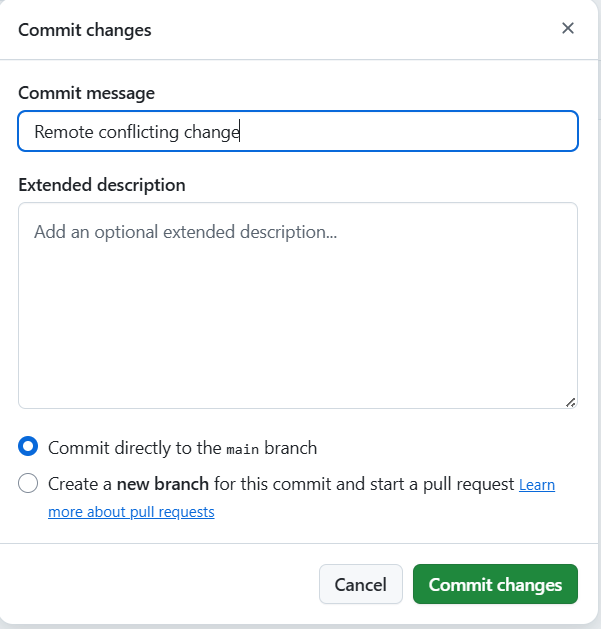 Commit changes
Commit message
Remote conflicting change
Extended description
Add an optional extended description...
Commit directly to the main branch
Create a new branch for this commit and start a pull request Learn
more about pull requests
Cancel
Commit changes